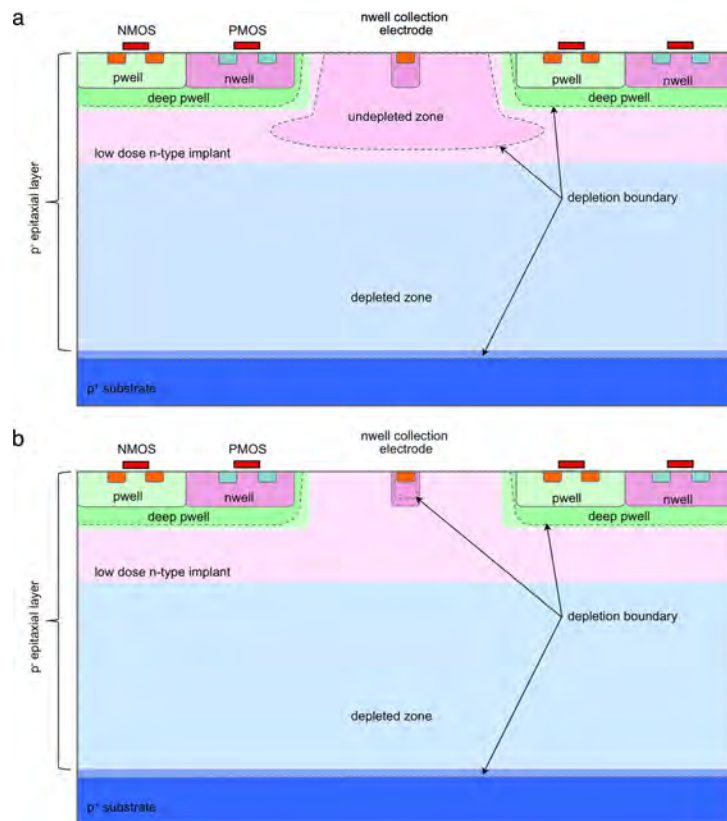 a
NMOS
PMOS
nwell collection
electrode
pwell
nwell
pwell
nwell
deep pwell
deep pwell
undepleted zone
low dose n-type implant
depletion boundary
p⁻ epitaxial layer
depleted zone
p⁺ substrate
b
NMOS
PMOS
nwell collection
electrode
pwell
nwell
pwell
nwell
deep pwell
deep pwell
low dose n-type implant
depletion boundary
p⁻ epitaxial layer
depleted zone
p⁺ substrate